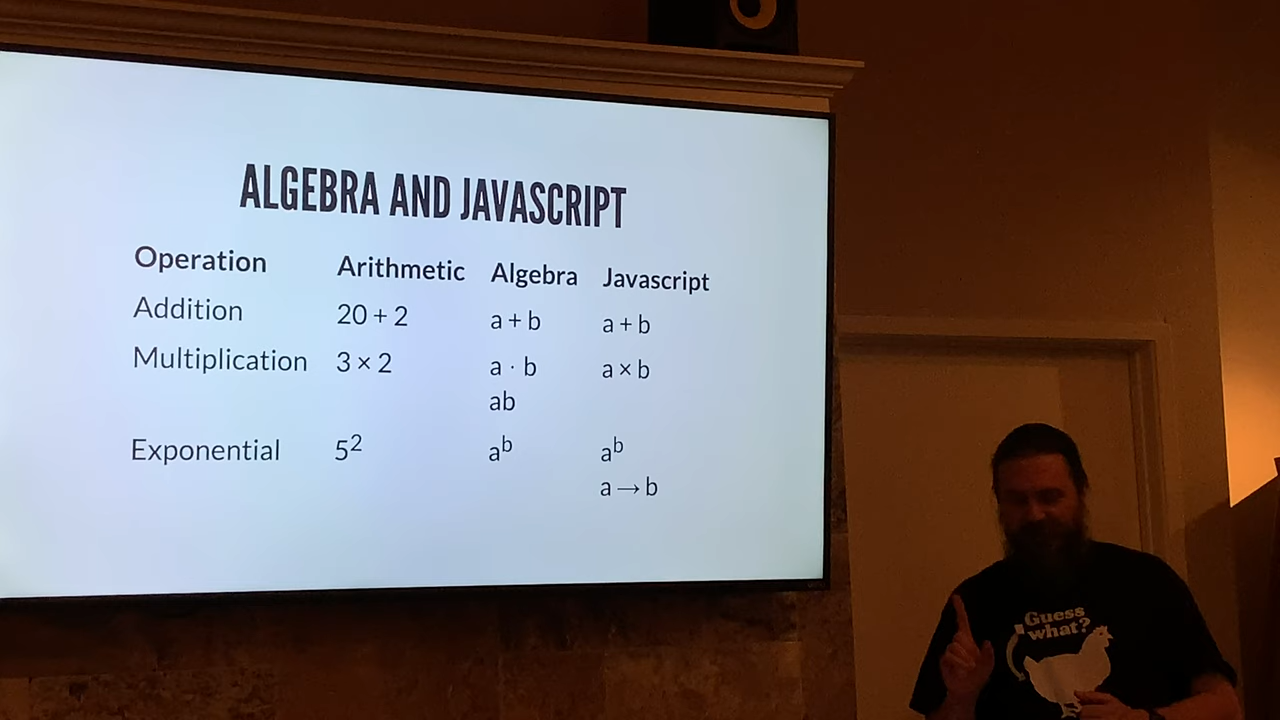 ALGEBRA AND JAVASCRIPT
Operation Arithmetic Algebra Javascript
Addition 20 + 2 a + b a + b
Multiplication 3 × 2 a · b a × b
ab
Exponential 5² aᵇ aᵇ
a → b
Guess
what?